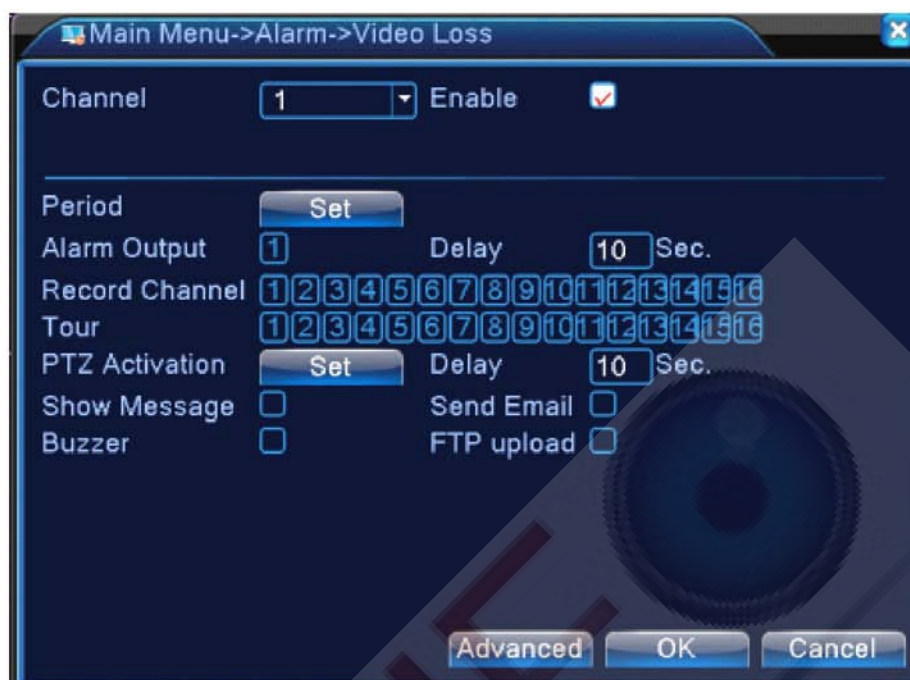 Main Menu->Alarm->Video Loss
Channel 1 Enable
Period Set
Alarm Output 1 Delay 10 Sec.
Record Channel 1 2 3 4 5 6 7 8 9 10 11 12 13 14 15 16
Tour 1 2 3 4 5 6 7 8 9 10 11 12 13 14 15 16
PTZ Activation Set Delay 10 Sec.
Show Message Send Email
Buzzer FTP upload
Advanced OK Cancel